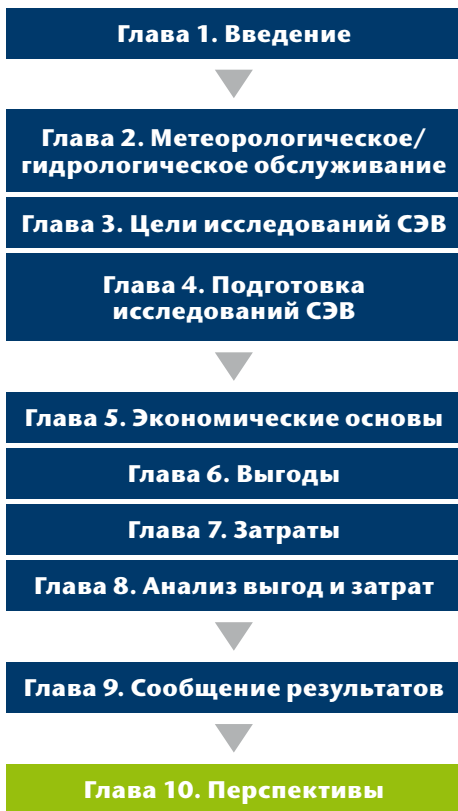 Глава 1. Введение
Глава 2. Метеорологическое/
гидрологическое обслуживание
Глава 3. Цели исследований СЭВ
Глава 4. Подготовка
исследований СЭВ
Глава 5. Экономические основы
Глава 6. Выгоды
Глава 7. Затраты
Глава 8. Анализ выгод и затрат
Глава 9. Сообщение результатов
Глава 10. Перспективы